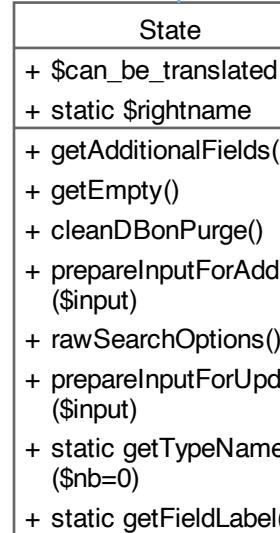 State
+ $can_be_translated
+ static $rightname
+ getAdditionalFields(
+ getEmpty()
+ cleanDBonPurge()
+ prepareInputForAdd
($input)
+ rawSearchOptions()
+ prepareInputForUpd
($input)
+ static getTypeName
($nb=0)
+ static getFieldLabel(